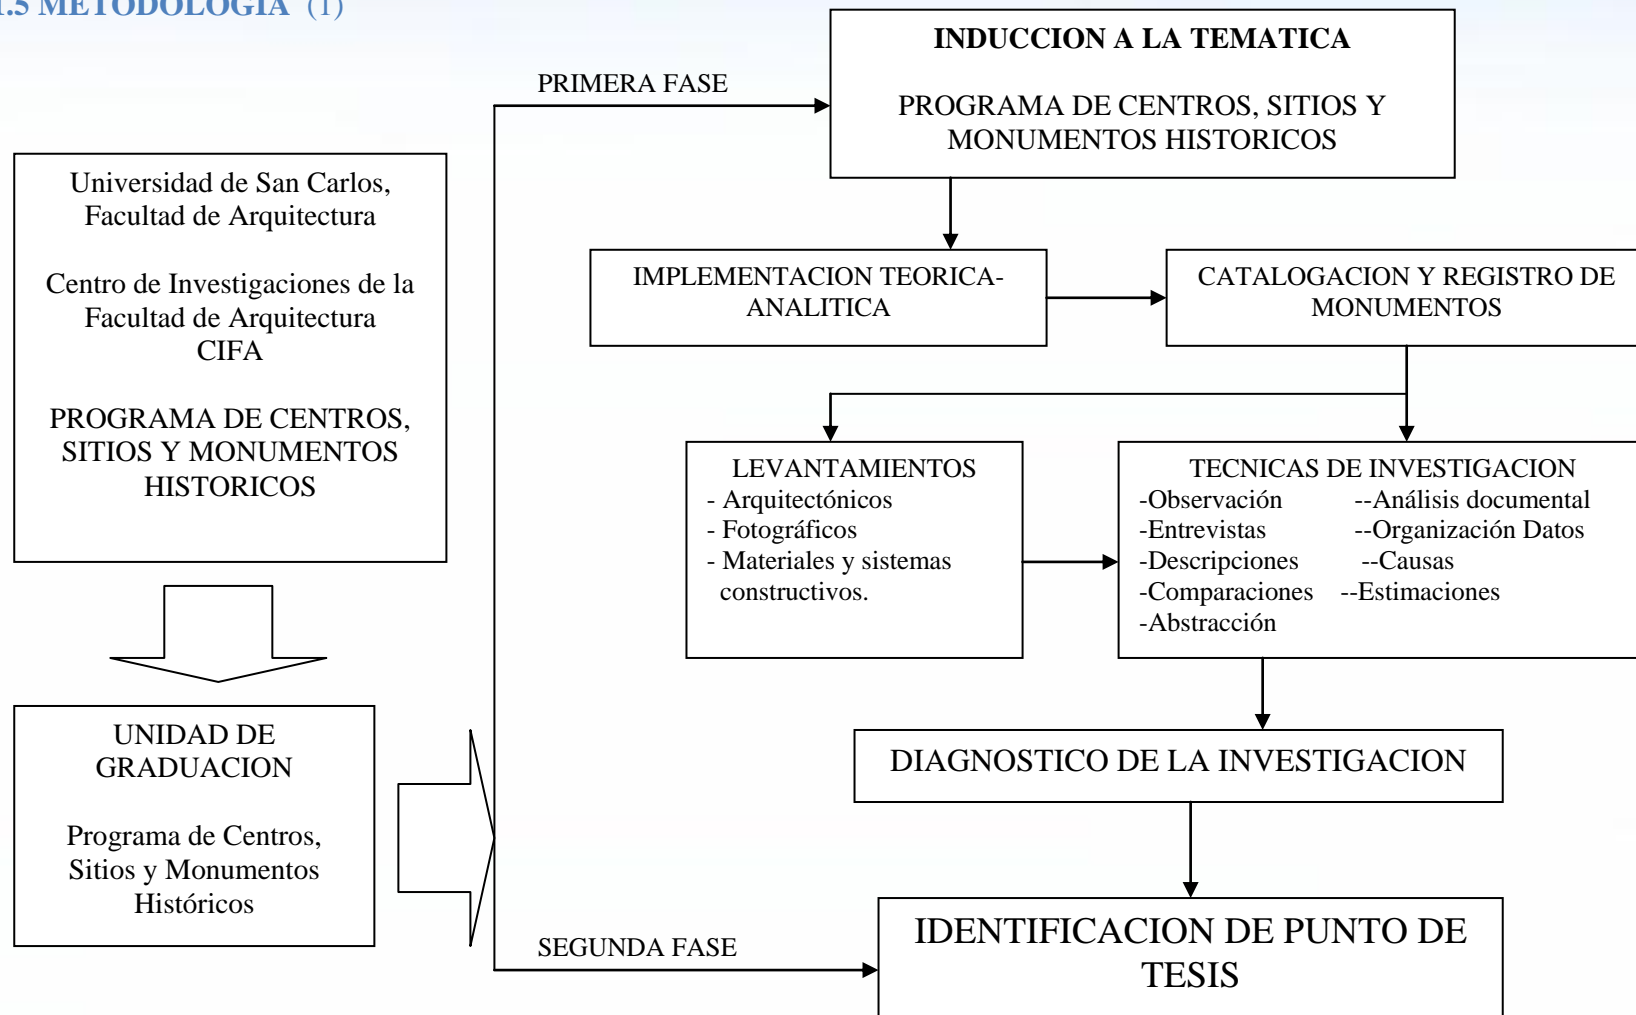 1.5 METODOLOGIA (1)
Universidad de San Carlos,
Facultad de Arquitectura
Centro de Investigaciones de la
Facultad de Arquitectura
CIFA
PROGRAMA DE CENTROS,
SITIOS Y MONUMENTOS
HISTORICOS
UNIDAD DE
GRADUACION
Programa de Centros,
Sitios y Monumentos
Históricos
PRIMERA FASE
INDUCCION A LA TEMATICA
PROGRAMA DE CENTROS, SITIOS Y
MONUMENTOS HISTORICOS
IMPLEMENTACION TEORICA-
ANALITICA
CATALOGACION Y REGISTRO DE
MONUMENTOS
LEVANTAMIENTOS
- Arquitectónicos
- Fotográficos
- Materiales y sistemas
constructivos.
TECNICAS DE INVESTIGACION
-Observación --Análisis documental
-Entrevistas --Organización Datos
-Descripciones --Causas
-Comparaciones --Estimaciones
-Abstracción
DIAGNOSTICO DE LA INVESTIGACION
SEGUNDA FASE
IDENTIFICACION DE PUNTO DE
TESIS